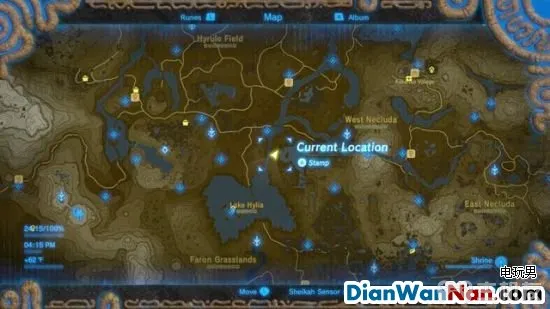 Runes
Map
Album
Hyrule Field
West Necluda
Current Location
Stamp
Lake Hylia
East Necluda
04:15 PM
+62 °F
Faron Grasslands
Shrine
电玩男
Move
Sheikah Sensor
DianWanNan.com